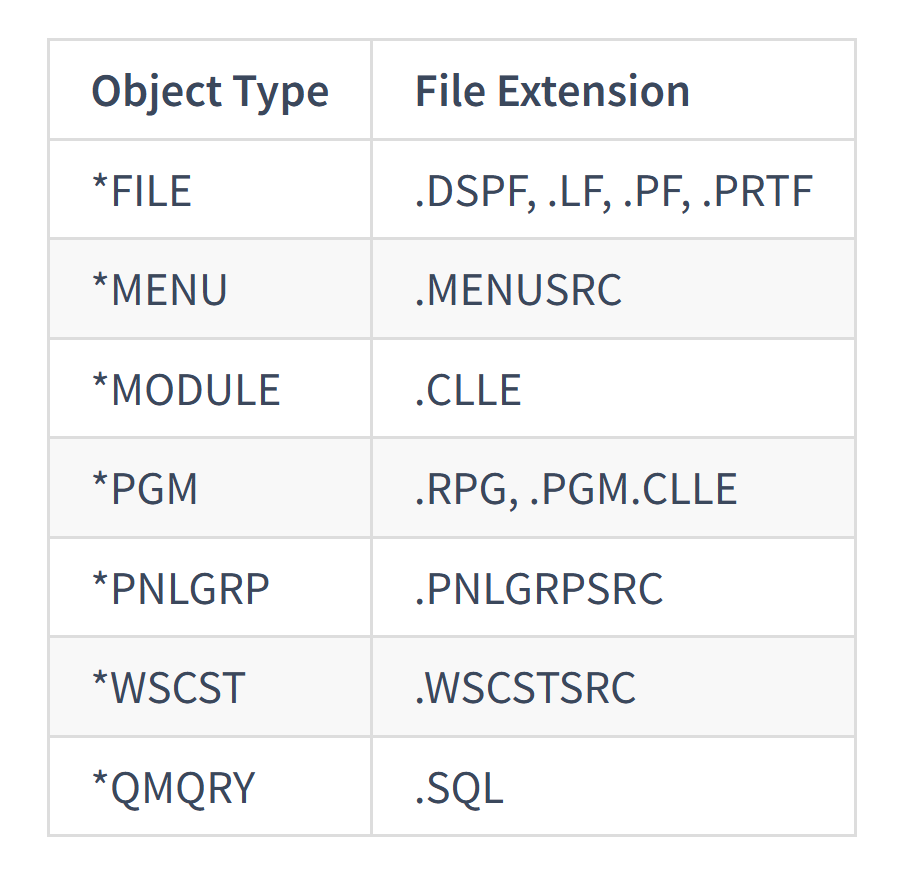 Object Type File Extension
*FILE .DSPF, .LF, .PF, .PRTF
*MENU .MENUSRC
*MODULE .CLLE
*PGM .RPG, .PGM.CLLE
*PNLGRP .PNLGRPSRC
*WSCST .WSCSTSRC
*QMQRY .SQL